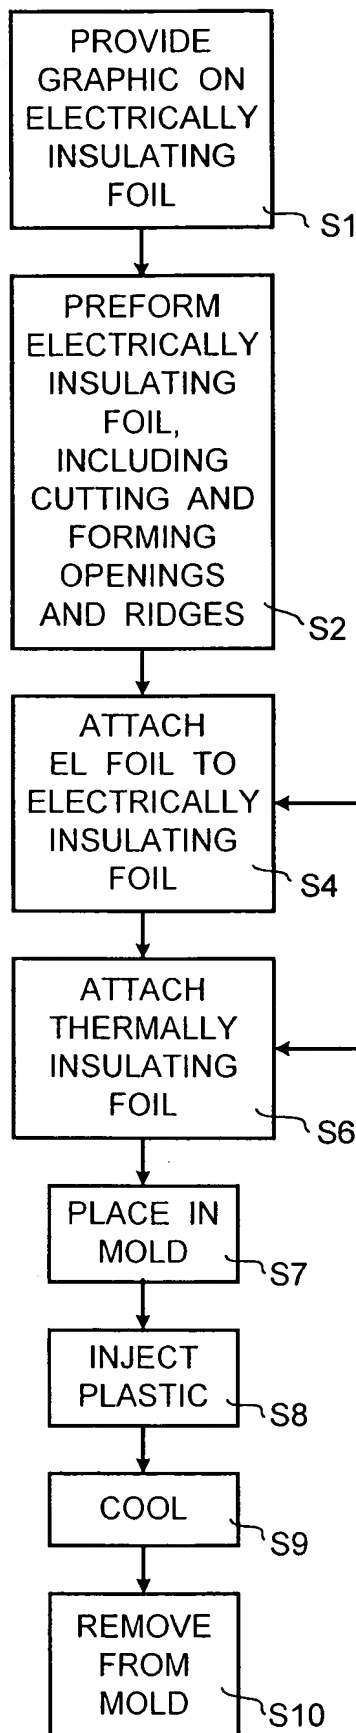 PROVIDE
GRAPHIC ON
ELECTRICALLY
INSULATING
FOIL
S1
PREFORM
ELECTRICALLY
INSULATING
FOIL,
INCLUDING
CUTTING AND
FORMING
OPENINGS
AND RIDGES
S2
ATTACH
EL FOIL TO
ELECTRICALLY
INSULATING
FOIL
S4
ATTACH
THERMALLY
INSULATING
FOIL
S6
PLACE IN
MOLD
S7
INJECT
PLASTIC
S8
COOL
S9
REMOVE
FROM
MOLD
S10